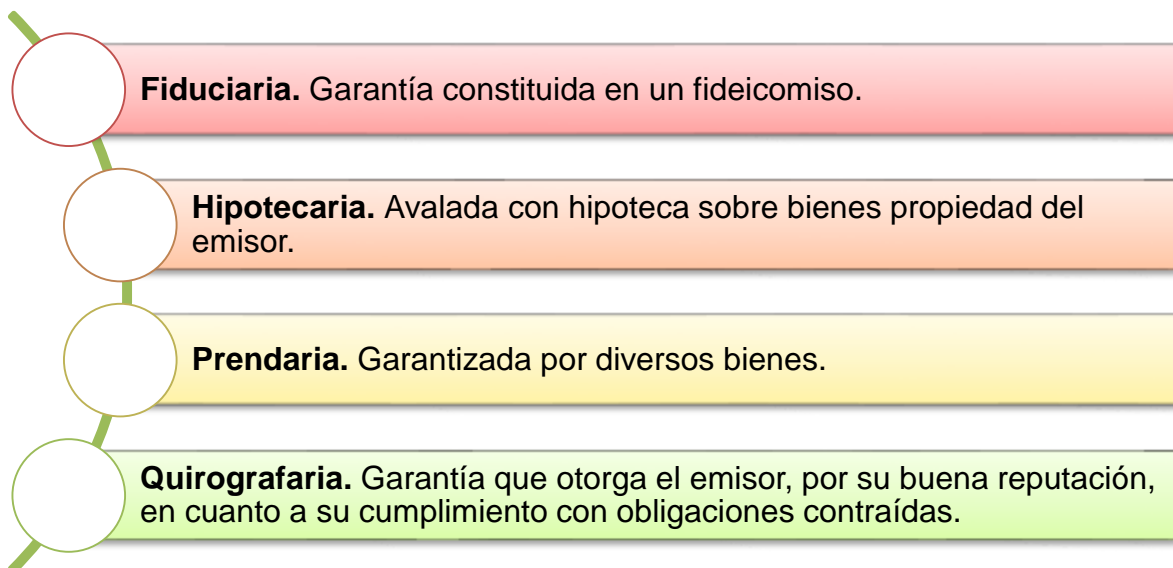 Fiduciaria. Garantía constituida en un fideicomiso.
Hipotecaria. Avalada con hipoteca sobre bienes propiedad del
emisor.
Prendaria. Garantizada por diversos bienes.
Quirografaria. Garantía que otorga el emisor, por su buena reputación,
en cuanto a su cumplimiento con obligaciones contraídas.